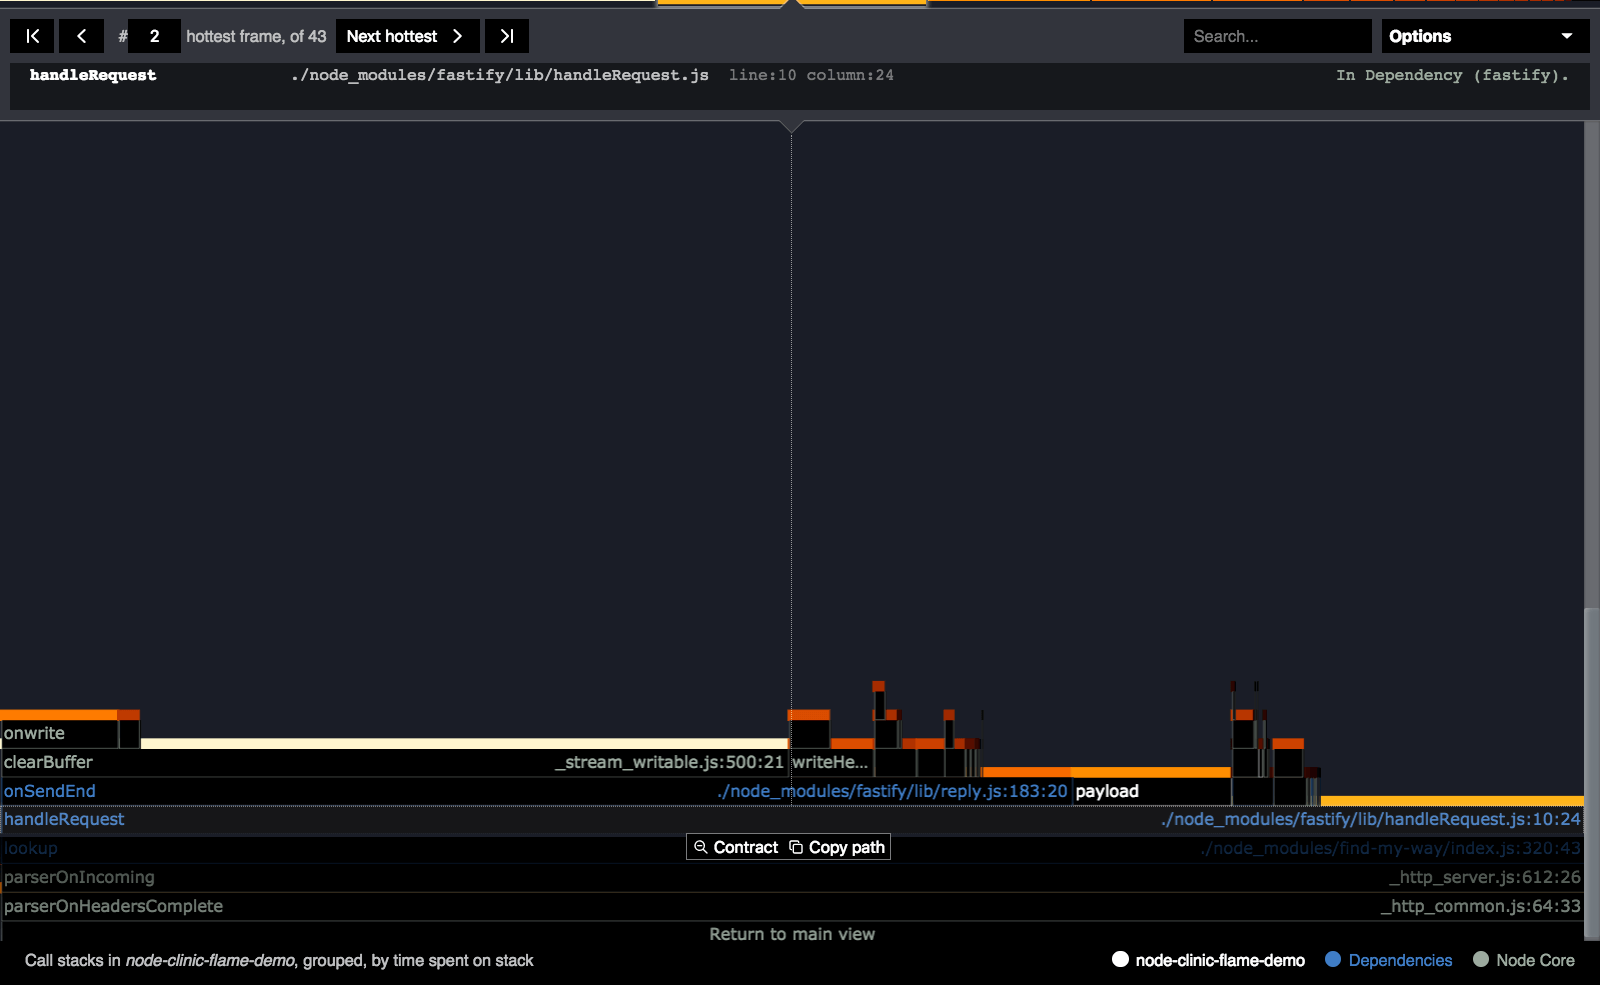 # 2 hottest frame, of 43 Next hottest Search... Options
handleRequest ./node_modules/fastify/lib/handleRequest.js line:10 column:24 In Dependency (fastify).
onwrite
clearBuffer _stream_writable.js:500:21 writeHe...
onSendEnd ./node_modules/fastify/lib/reply.js:183:20 payload
handleRequest ./node_modules/fastify/lib/handleRequest.js:10:24
Contract Copy path
lookup ./node_modules/find-my-way/index.js:320:43
parserOnIncoming _http_server.js:612:26
parserOnHeadersComplete _http_common.js:64:33
Return to main view
Call stacks in node-clinic-flame-demo, grouped, by time spent on stack node-clinic-flame-demo Dependencies Node Core